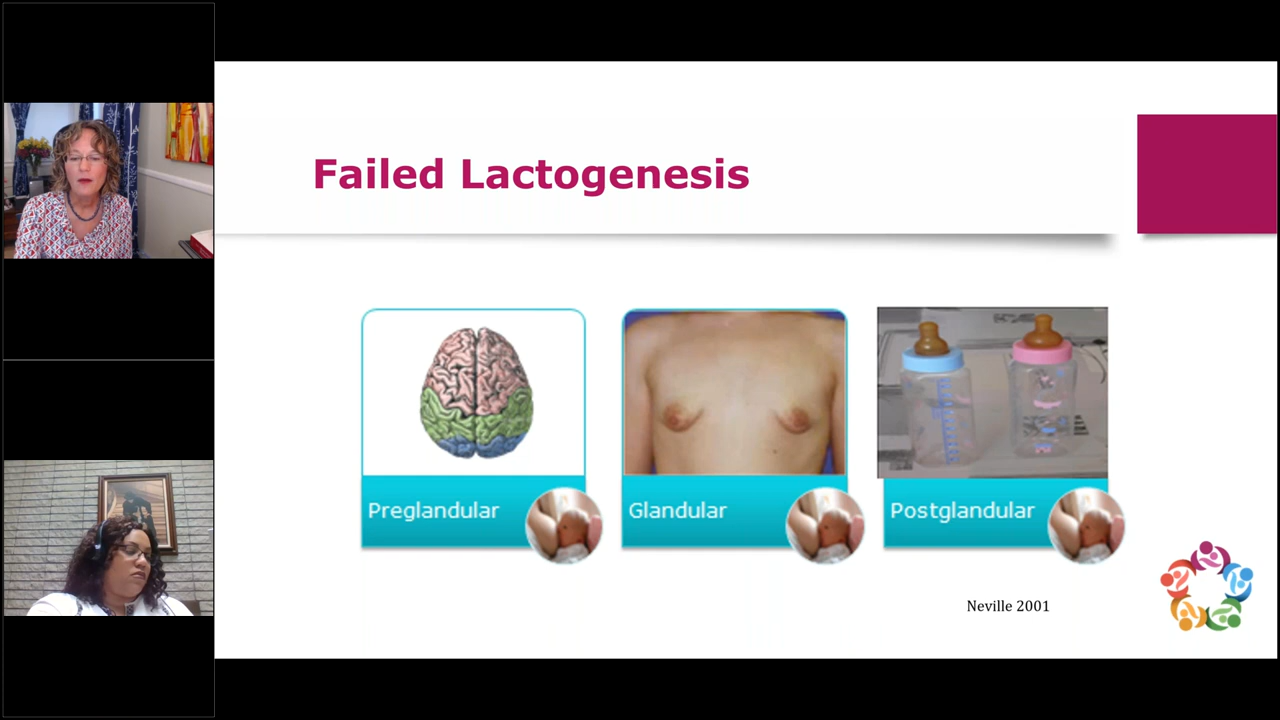 Failed Lactogenesis
Preglandular
Glandular
Postglandular
Neville 2001